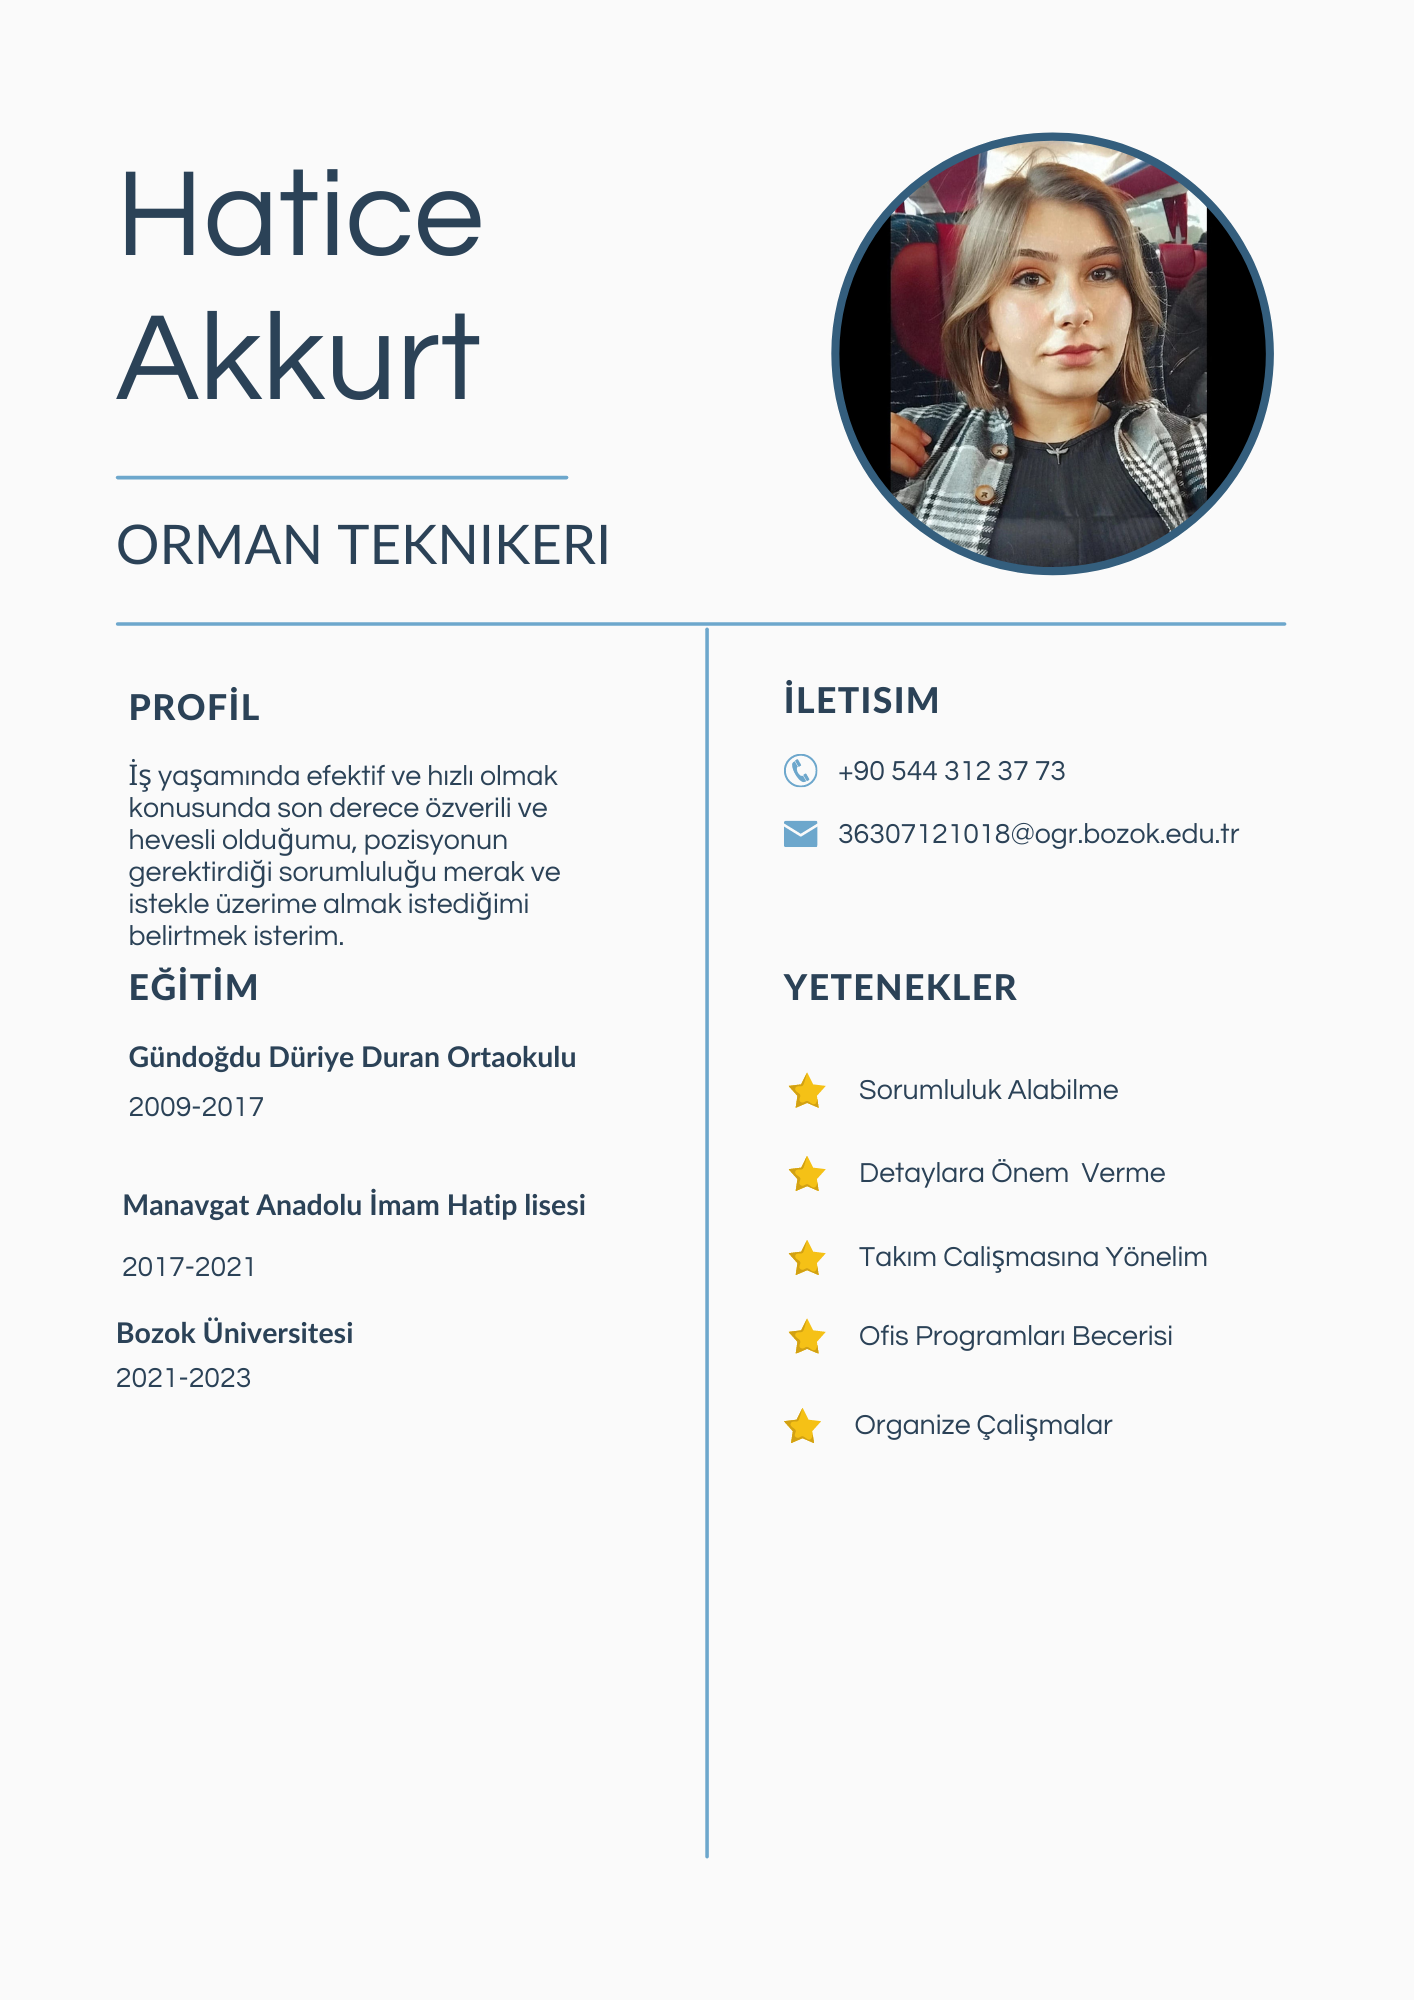 Hatice
Akkurt
ORMAN TEKNIKERI
PROFİL
İş yaşamında efektif ve hızlı olmak
konusunda son derece özverili ve
hevesli olduğumu, pozisyonun
gerektirdiği sorumluluğu merak ve
istekle üzerime almak istediğimi
belirtmek isterim.
EĞİTİM
Gündoğdu Düriye Duran Ortaokulu
2009-2017
Manavgat Anadolu İmam Hatip lisesi
2017-2021
Bozok Üniversitesi
2021-2023
İLETISIM
+90 544 312 37 73
36307121018@ogr.bozok.edu.tr
YETENEKLER
Sorumluluk Alabilme
Detaylara Önem  Verme
Takım Calişmasına Yönelim
Ofis Programları Becerisi
Organize Çalişmalar